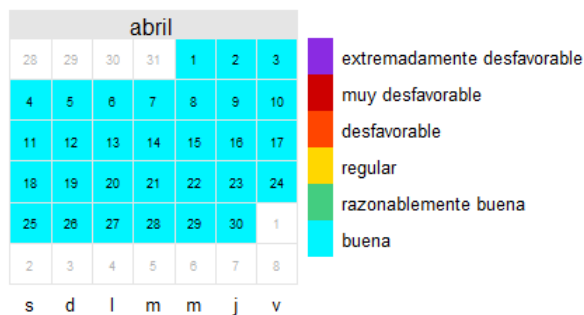 abril
28 29 30 31 1 2 3
4 5 6 7 8 9 10
11 12 13 14 15 16 17
18 19 20 21 22 23 24
25 26 27 28 29 30 1
2 3 4 5 6 7 8
s d l m m j v
extremadamente desfavorable
muy desfavorable
desfavorable
regular
razonablemente buena
buena